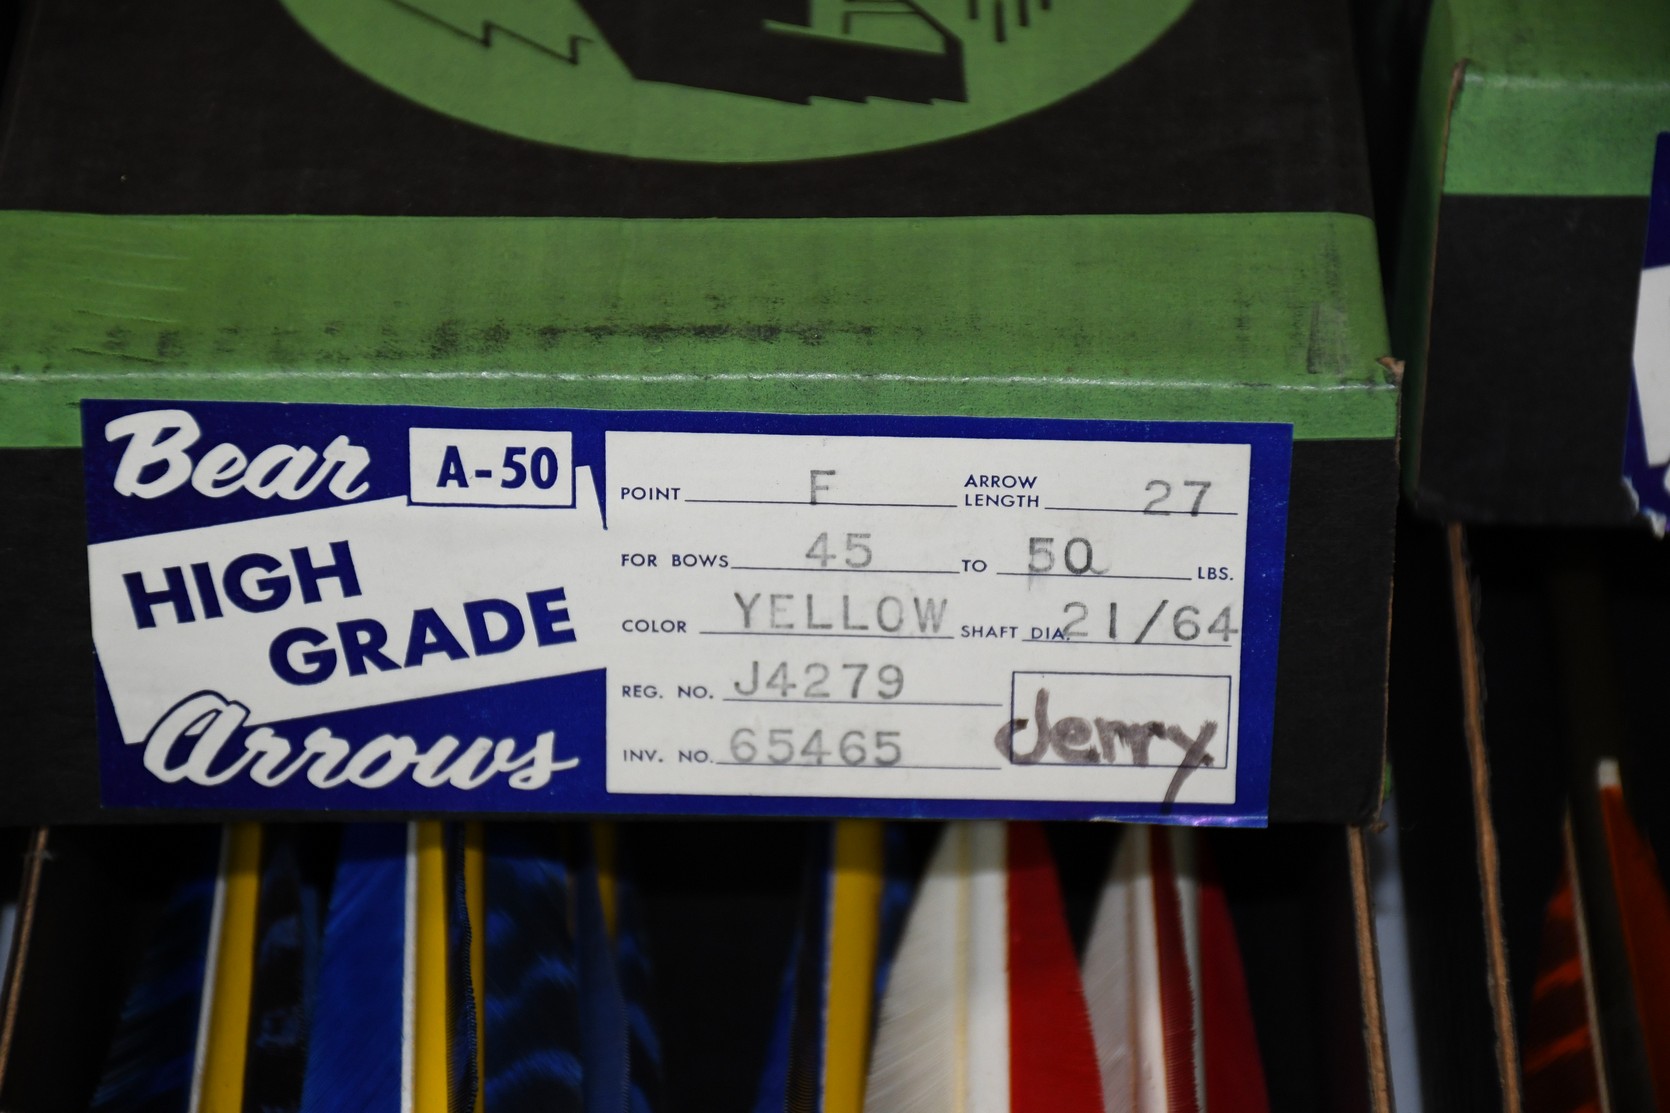 Bear A-50
HIGH
GRADE
Arrows
POINT F ARROW LENGTH 27
FOR BOWS 45 TO 50 LBS.
COLOR YELLOW SHAFT DIA. 21/64
REG. NO. J4279
INV. NO. 65465
Jerry